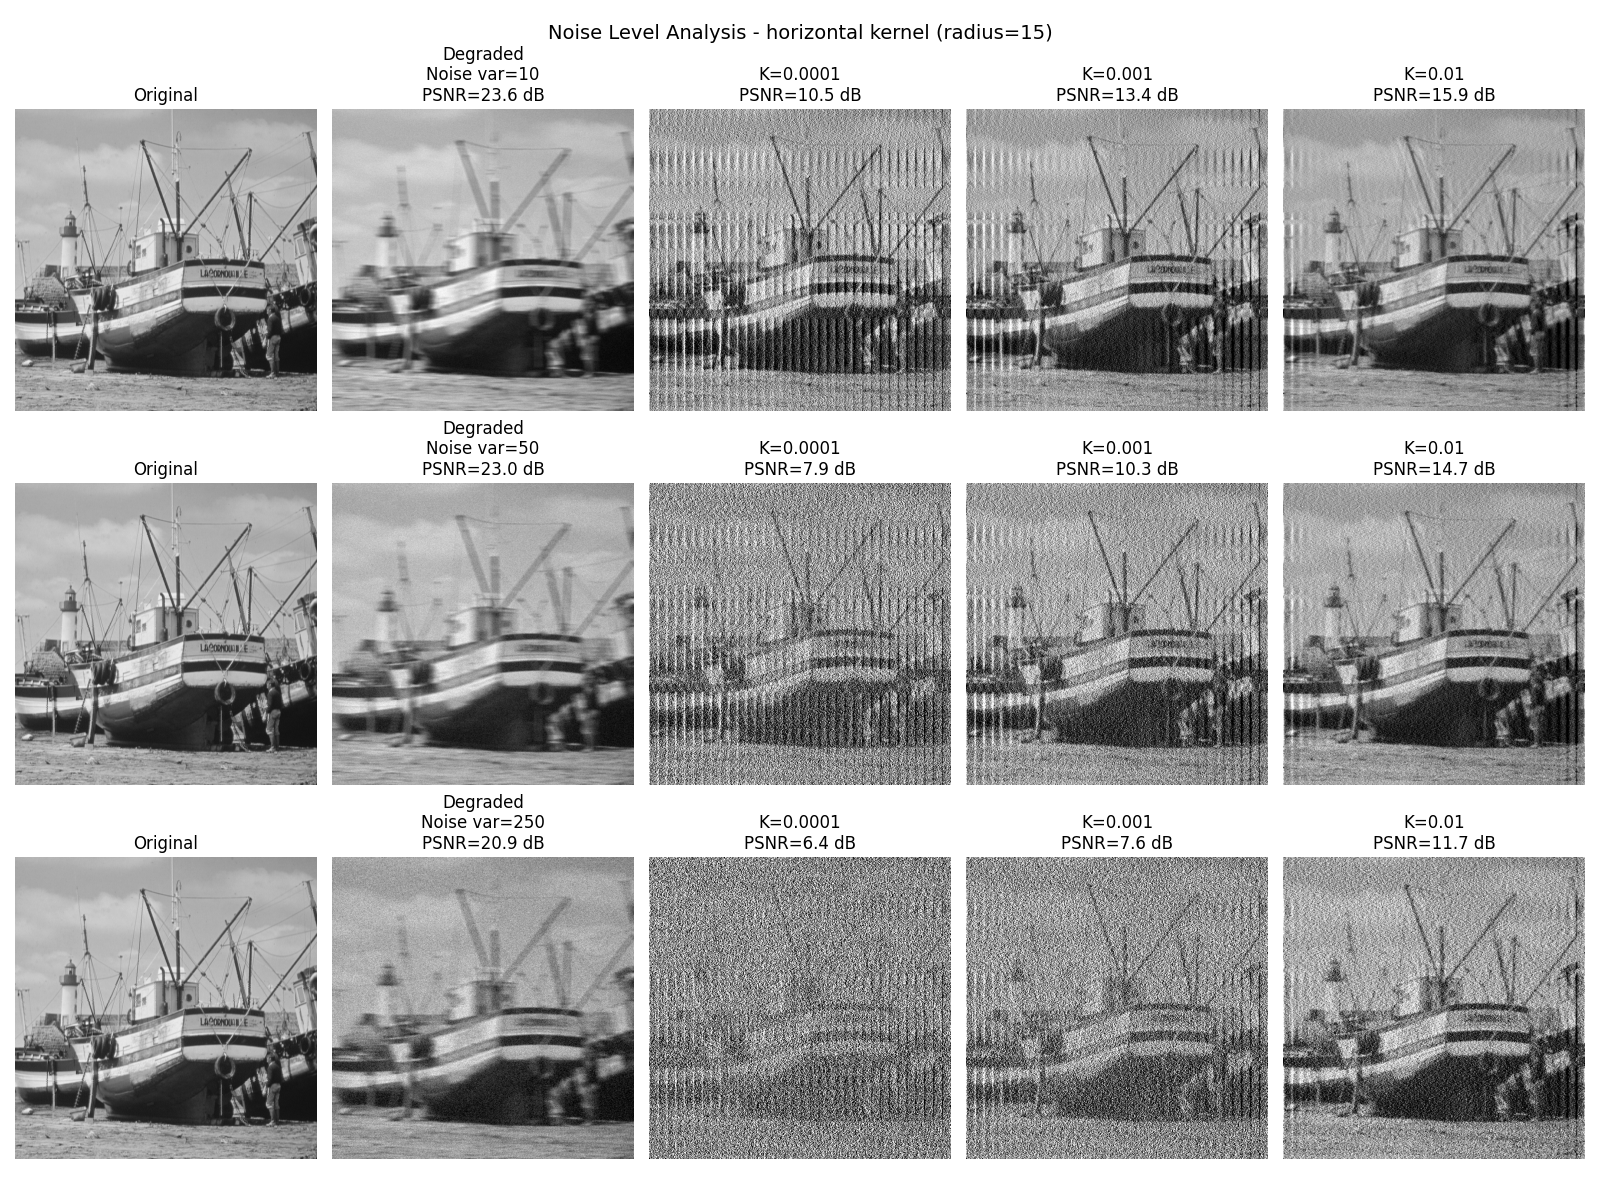 Noise Level Analysis - horizontal kernel (radius=15)
Original
Degraded
Noise var=10
PSNR=23.6 dB
K=0.0001
PSNR=10.5 dB
K=0.001
PSNR=13.4 dB
K=0.01
PSNR=15.9 dB
Original
Degraded
Noise var=50
PSNR=23.0 dB
K=0.0001
PSNR=7.9 dB
K=0.001
PSNR=10.3 dB
K=0.01
PSNR=14.7 dB
Original
Degraded
Noise var=250
PSNR=20.9 dB
K=0.0001
PSNR=6.4 dB
K=0.001
PSNR=7.6 dB
K=0.01
PSNR=11.7 dB